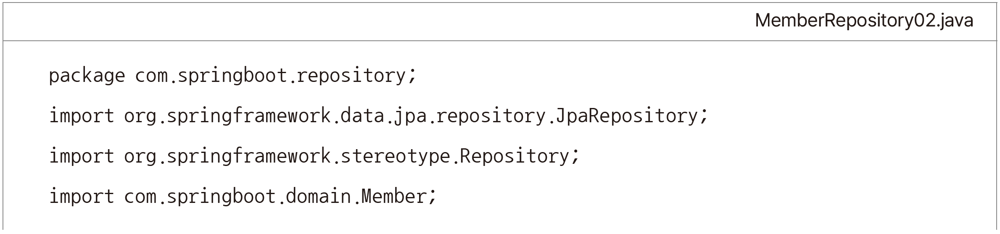 MemberRepository02.java
package com.springboot.repository;
import org.springframework.data.jpa.repository.JpaRepository;
import org.springframework.stereotype.Repository;
import com.springboot.domain.Member;